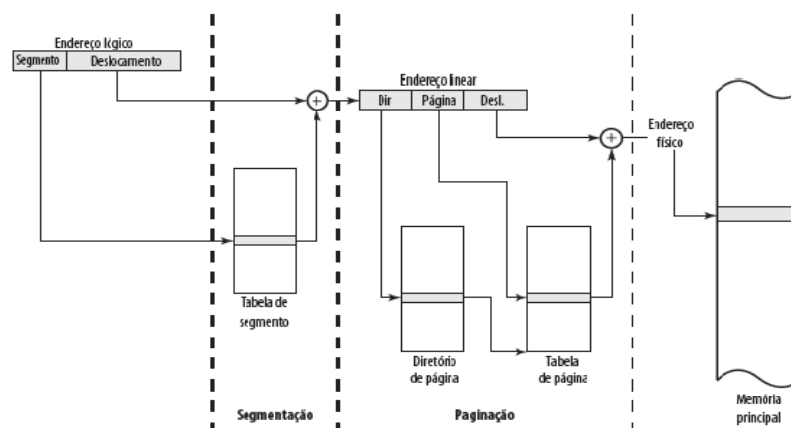 Endereço lógico
Segmento
Deslocamento
Endereço linear
Dir
Página
Desl.
Endereço
físico
Tabela de
segmento
Diretório
de página
Tabela
de página
Memória
principal
Segmentação
Paginação